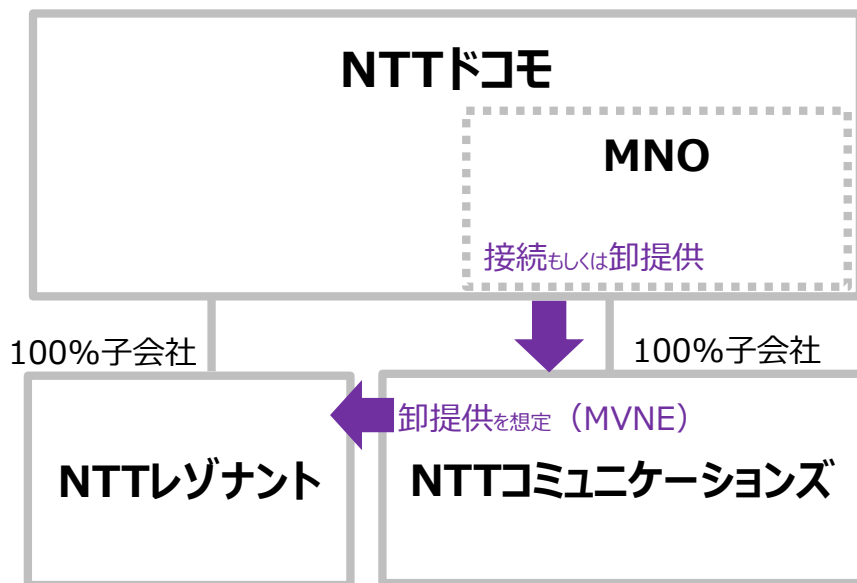 NTTドコモ
MNO
接続もしくは卸提供
100%子会社
100%子会社
卸提供を想定（MVNE）
NTTレゾナント
NTTコミュニケーションズ